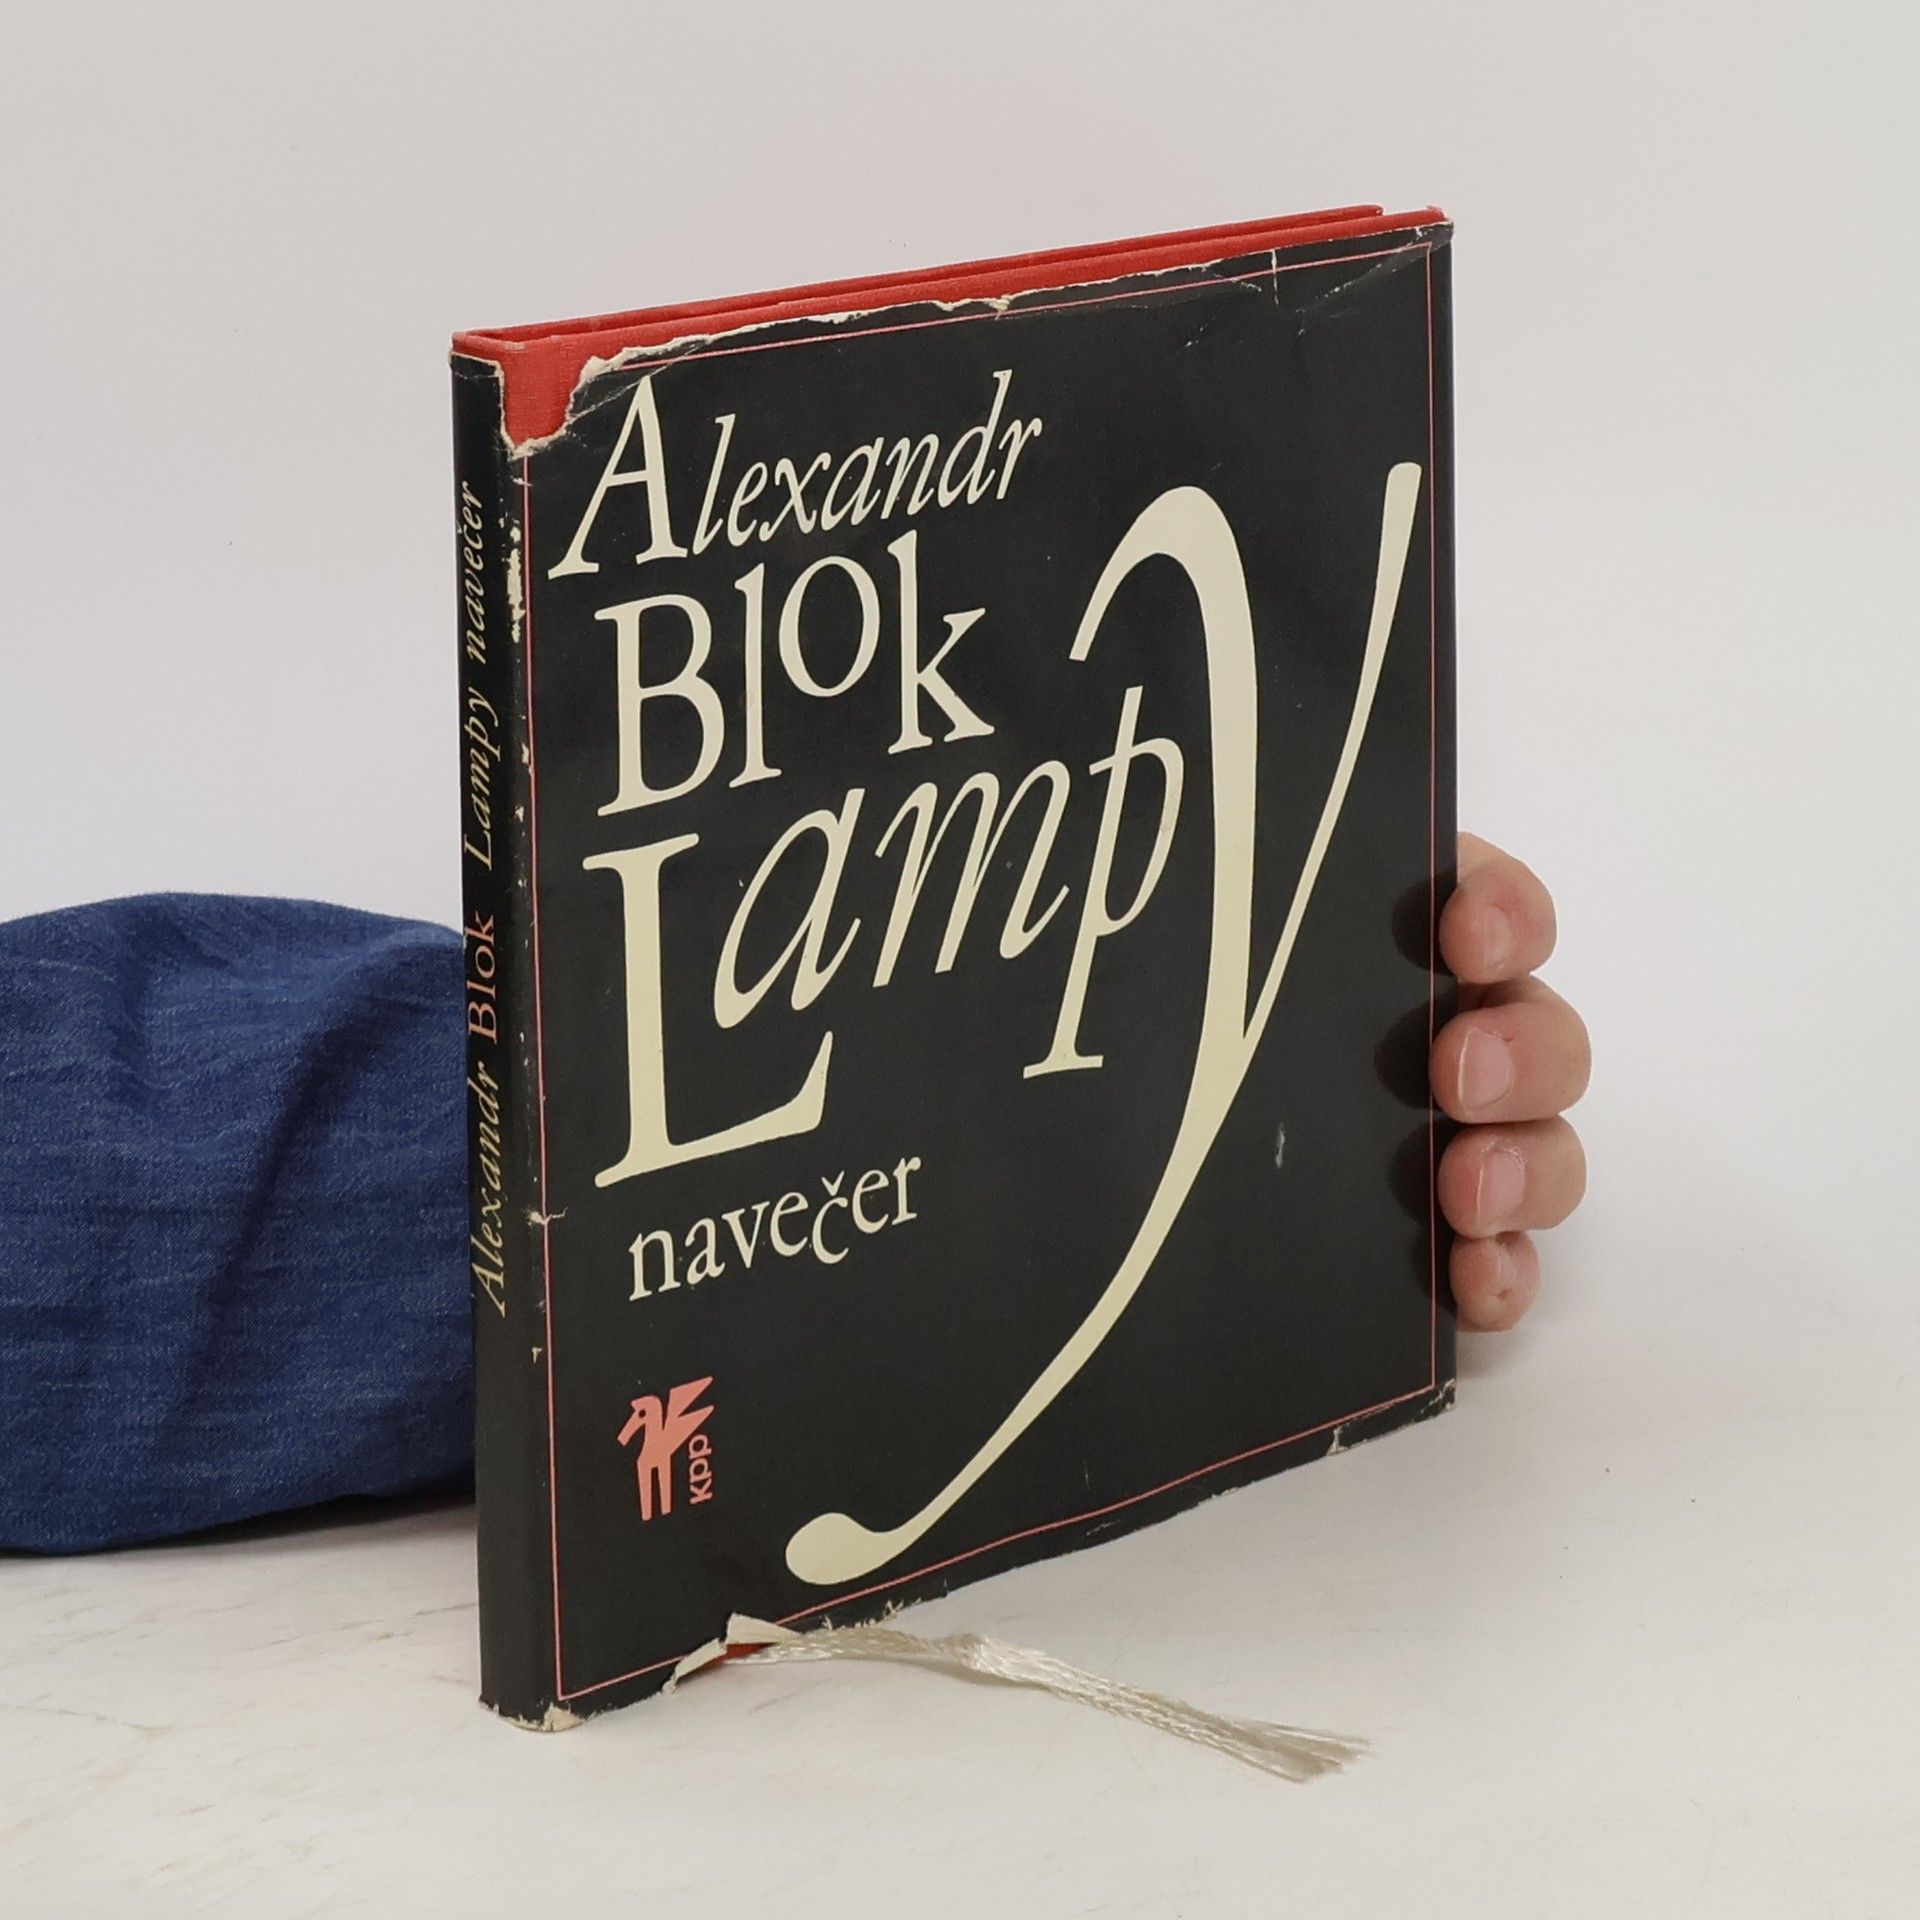 Alexandr
Blok
Lampy
navečer
kpp
Alexandr Blok Lampy navečer